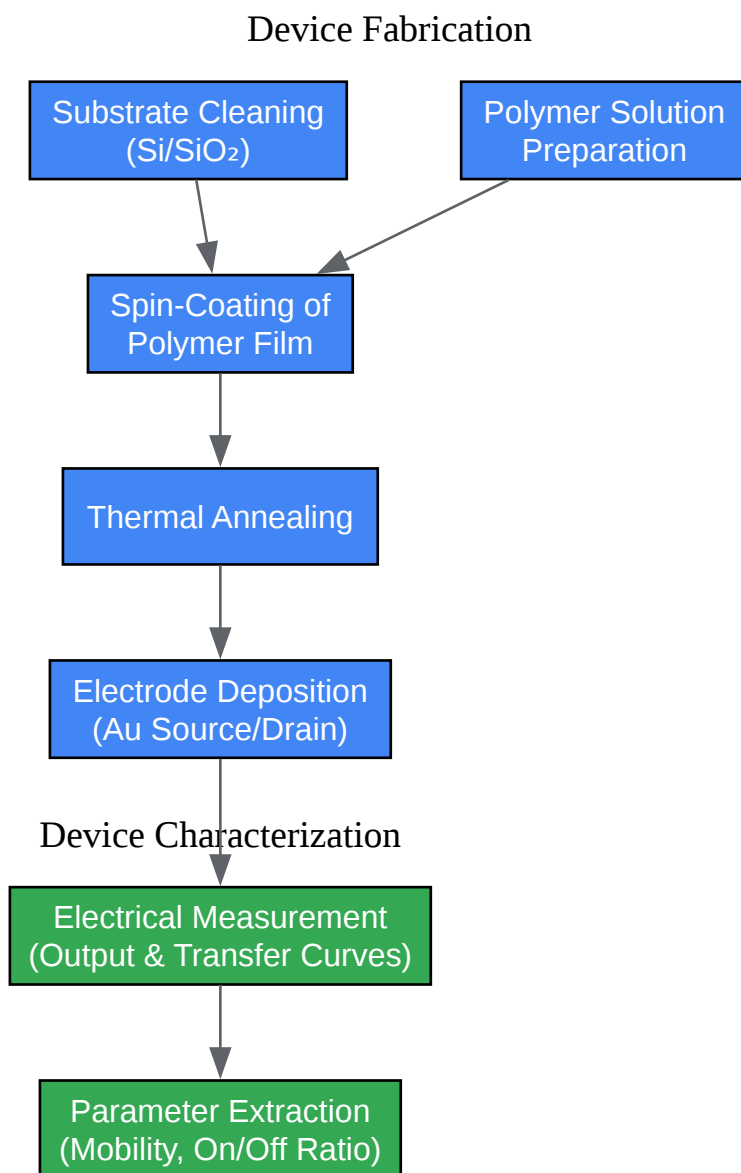 Device Fabrication
Substrate Cleaning
(Si/SiO₂)
Polymer Solution
Preparation
Spin-Coating of
Polymer Film
Thermal Annealing
Electrode Deposition
(Au Source/Drain)
Device Characterization
Electrical Measurement
(Output & Transfer Curves)
Parameter Extraction
(Mobility, On/Off Ratio)